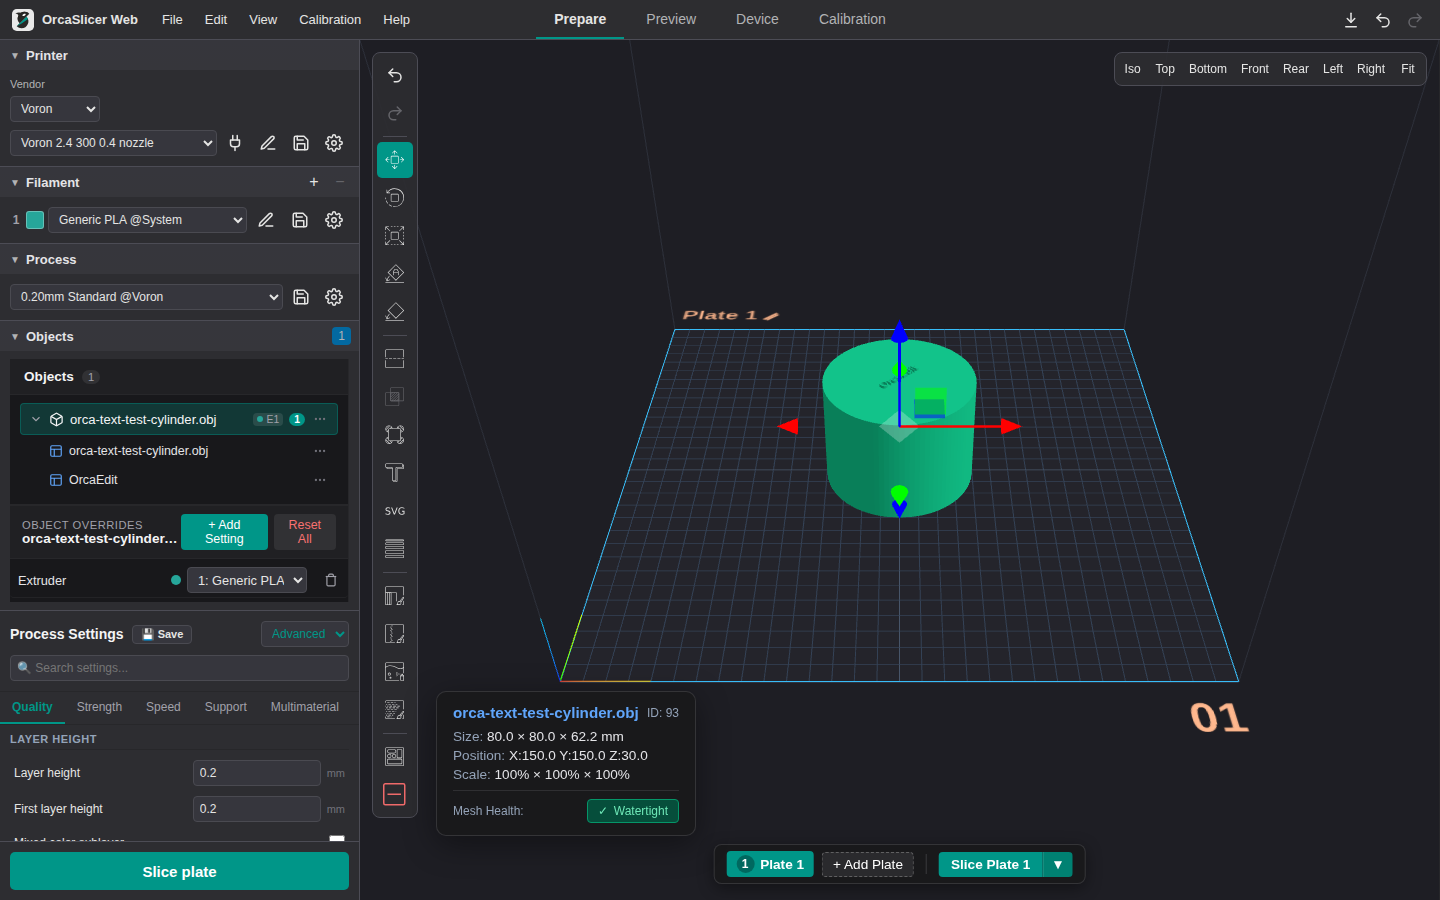 OrcaSlicer Web File Edit View Calibration Help
Prepare Preview Device Calibration
Printer
Vendor
Voron
Voron 2.4 300 0.4 nozzle
Filament + −
1 Generic PLA @System
Process
0.20mm Standard @Voron
Objects 1
Objects 1
orca-text-test-cylinder.obj E1 1 ···
orca-text-test-cylinder.obj ···
OrcaEdit ···
OBJECT OVERRIDES
orca-text-test-cylinder...
+ Add Setting
Reset All
Extruder 1: Generic PLA
Process Settings 💾 Save Advanced
🔍 Search settings...
Quality Strength Speed Support Multimaterial
LAYER HEIGHT
Layer height 0.2 mm
First layer height 0.2 mm
Mixed color sublayer
Slice plate
SVG
Iso Top Bottom Front Rear Left Right Fit
Plate 1
01
orca-text-test-cylinder.obj ID: 93
Size: 80.0 × 80.0 × 62.2 mm
Position: X:150.0 Y:150.0 Z:30.0
Scale: 100% × 100% × 100%
Mesh Health: ✓ Watertight
1 Plate 1 + Add Plate Slice Plate 1 ▼